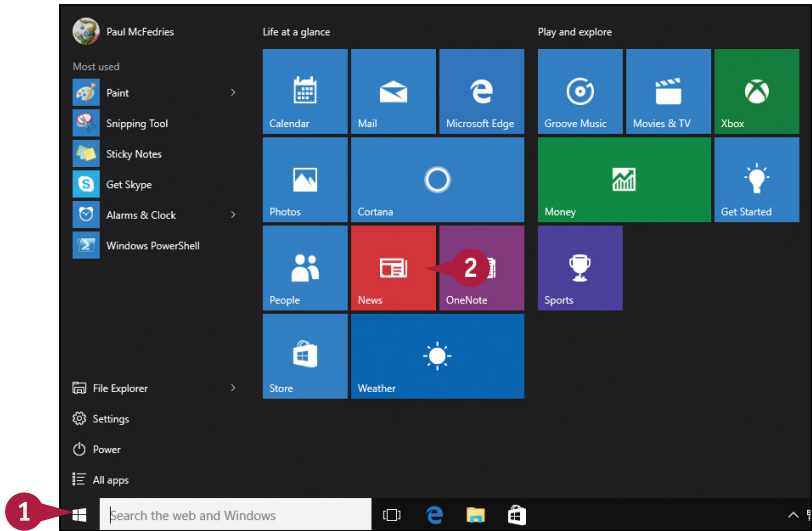 Paul McFedries
Most used
Paint
Snipping Tool
Sticky Notes
Get Skype
Alarms & Clock
Windows PowerShell
File Explorer
Settings
Power
All apps
Life at a glance
Calendar
Mail
Microsoft Edge
Photos
Cortana
People
News
2
OneNote
Store
Weather
Play and explore
Groove Music
Movies & TV
Xbox
Money
Get Started
Sports
1
Search the web and Windows